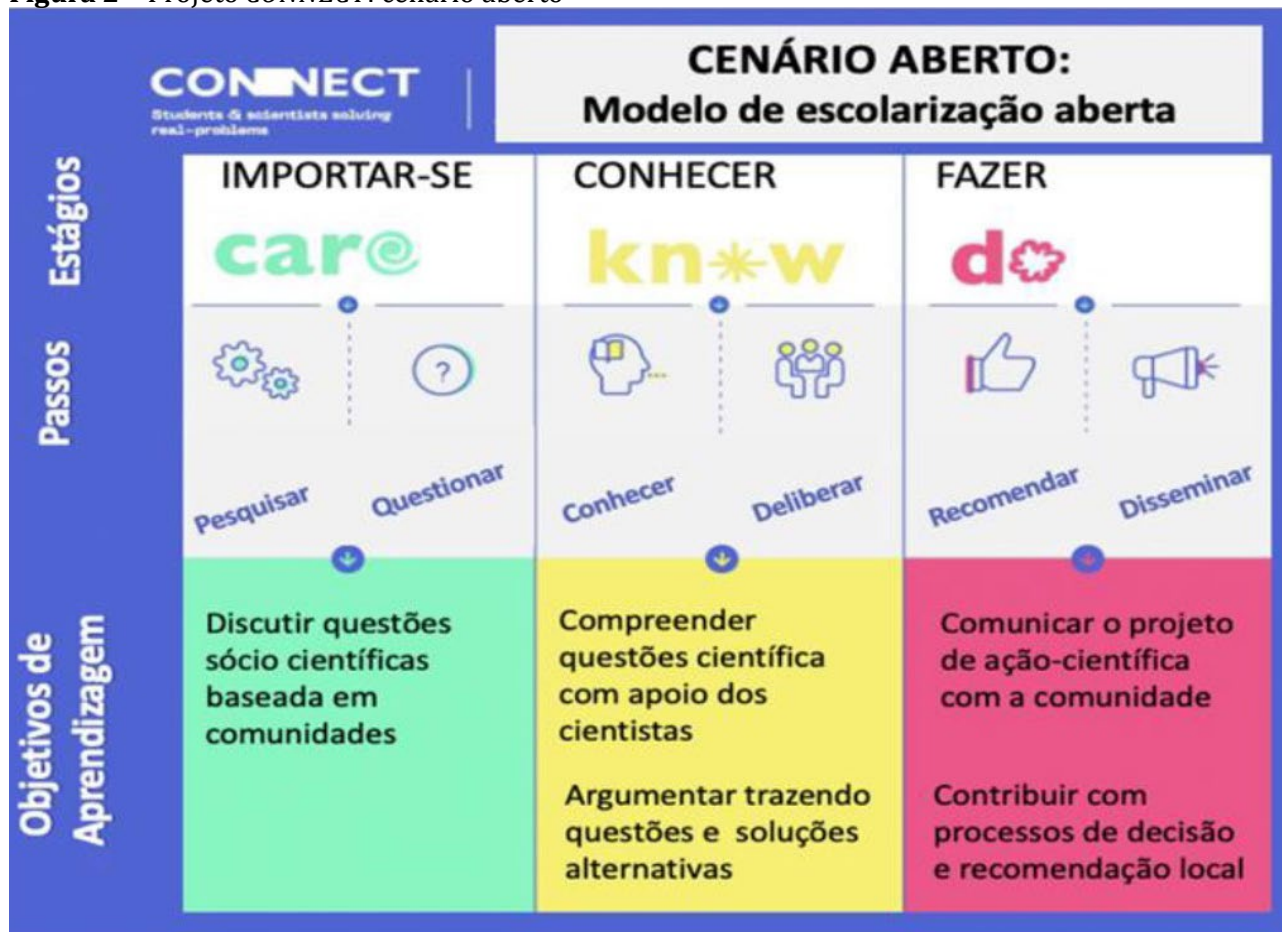 Figura 2 – Projeto CONNECT: cenário aberto
CONNECT
Students & scientists solving
real-problems
CENÁRIO ABERTO:
Modelo de escolarização aberta
Estágios
IMPORTAR-SE
care
CONHECER
know
FAZER
do
Passos
?
Pesquisar
Questionar
Conhecer
Deliberar
Recomendar
Disseminar
Objetivos de
Aprendizagem
Discutir questões
sócio científicas
baseada em
comunidades
Compreender
questões científica
com apoio dos
cientistas
Argumentar trazendo
questões e soluções
alternativas
Comunicar o projeto
de ação-científica
com a comunidade
Contribuir com
processos de decisão
e recomendação local